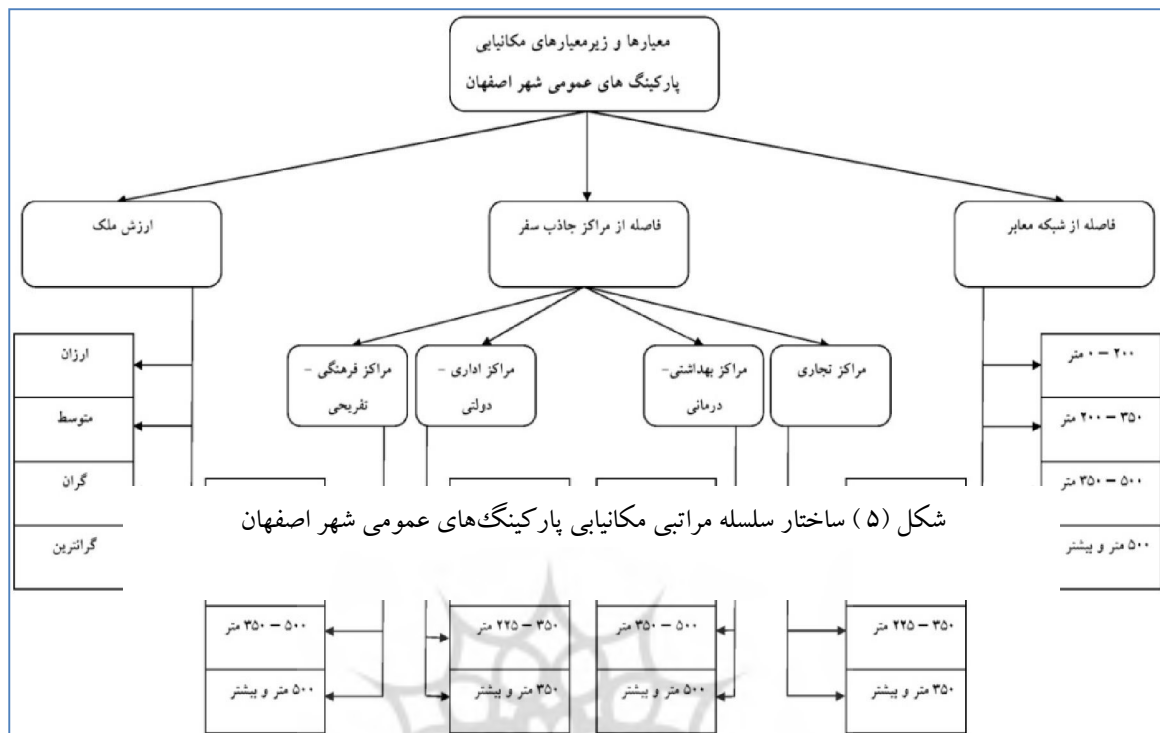 معیارها و زیرمعیارهای مکانیابی
پارکینگ های عمومی شهر اصفهان
فاصله از شبکه معابر
فاصله از مراکز جاذب سفر
ارزش ملک
مراکز تجاری
مراکز بهداشتی-
درمانی
مراکز اداری –
دولتی
مراکز فرهنگی –
تفریحی
۲۰۰ – ۰ متر
۳۵۰ – ۲۰۰ متر
۵۰۰ – ۳۵۰ متر
۵۰۰ متر و بیشتر
ارزان
متوسط
گران
گرانترین
شکل (۵) ساختار سلسله مراتبی مکانیابی پارکینگ‌های عمومی شهر اصفهان
۳۵۰ – ۲۲۵ متر
۳۵۰ متر و بیشتر
۵۰۰ – ۳۵۰ متر
۵۰۰ متر و بیشتر
۳۵۰ – ۲۲۵ متر
۳۵۰ متر و بیشتر
۵۰۰ – ۳۵۰ متر
۵۰۰ متر و بیشتر